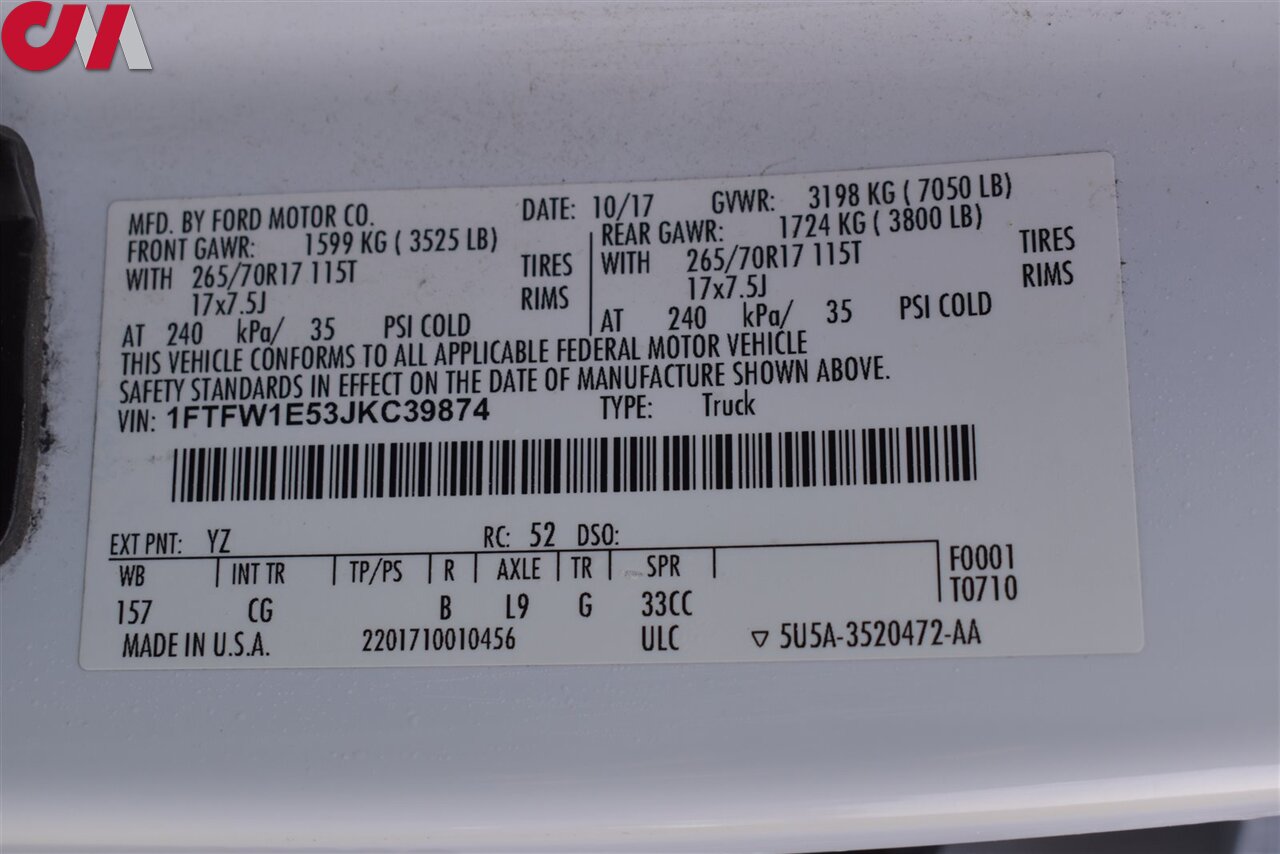 CM
MFD. BY FORD MOTOR CO. DATE: 10/17 GVWR: 3198 KG ( 7050 LB)
FRONT GAWR: 1599 KG ( 3525 LB) REAR GAWR: 1724 KG ( 3800 LB)
WITH 265/70R17 115T TIRES WITH 265/70R17 115T TIRES
17x7.5J RIMS 17x7.5J RIMS
AT 240 kPa/ 35 PSI COLD AT 240 kPa/ 35 PSI COLD
THIS VEHICLE CONFORMS TO ALL APPLICABLE FEDERAL MOTOR VEHICLE
SAFETY STANDARDS IN EFFECT ON THE DATE OF MANUFACTURE SHOWN ABOVE.
VIN: 1FTFW1E53JKC39874 TYPE: Truck
EXT PNT: YZ RC: 52 DSO:
WB INT TR TP/PS R AXLE TR SPR F0001
157 CG B L9 G 33CC T0710
MADE IN U.S.A. 2201710010456 ULC ▽ 5U5A-3520472-AA